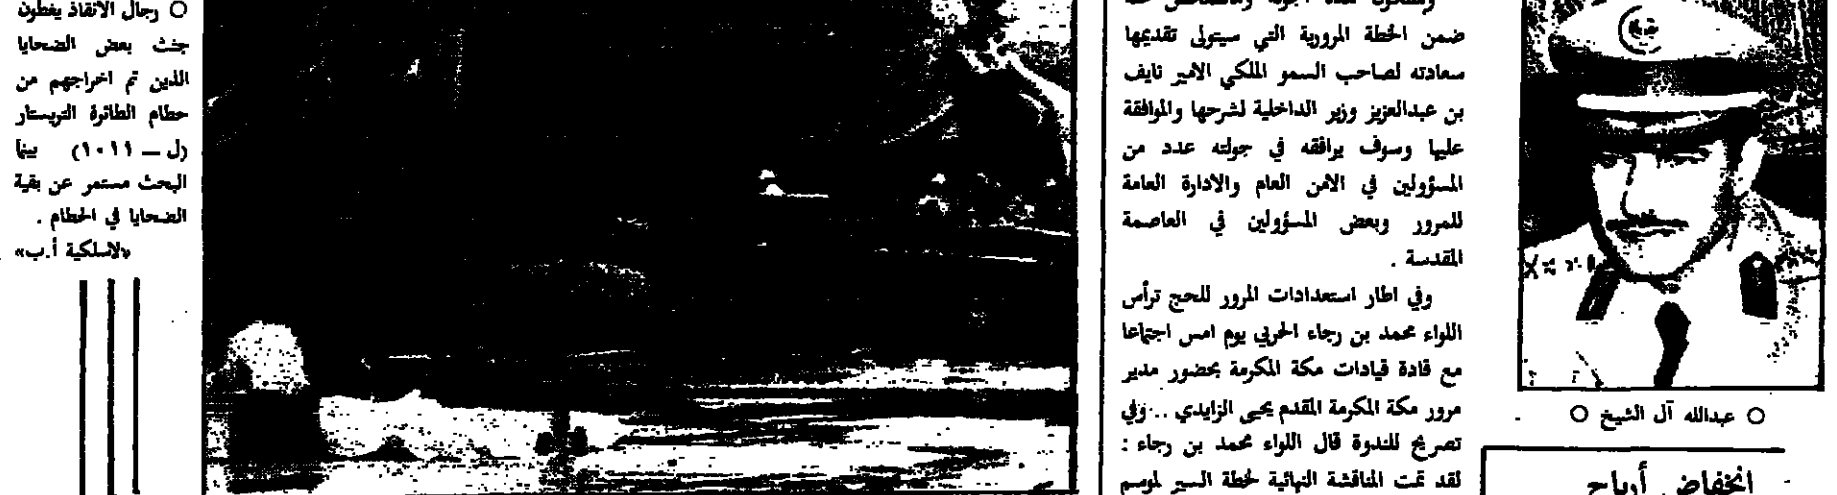 ○ عبدالله آل الشيخ ○
انخفاض أرباح
ضمن الخطة المرورية التي سيتولى تقديمها
سعادته لصاحب السمو الملكي الامير نايف
بن عبدالعزيز وزير الداخلية لشرحها والموافقة
عليها وسوف يرافقه في جولته عدد من
المسؤولين في الامن العام والادارة العامة
للمرور وبعض المسؤولين في العاصمة
المقدسة .
وفي اطار استعدادات المرور للحج ترأس
اللواء محمد بن رجاء الحربي يوم امس اجتماعا
مع قادة قيادات مكة المكرمة بحضور مدير
مرور مكة المكرمة المقدم يحيى الزايدي .. وفي
تصريح للندوة قال اللواء محمد بن رجاء :
لقد تمت المناقشة النهائية لخطة السير لموسم
○ رجال الانقاذ يغطون
جثث بعض الضحايا
الذين تم اخراجهم من
حطام الطائرة التريستار
(ل ــ ١٠١١) بينما
البحث مستمر عن بقية
الضحايا في الحطام .
«لاسلكية أ.ب»